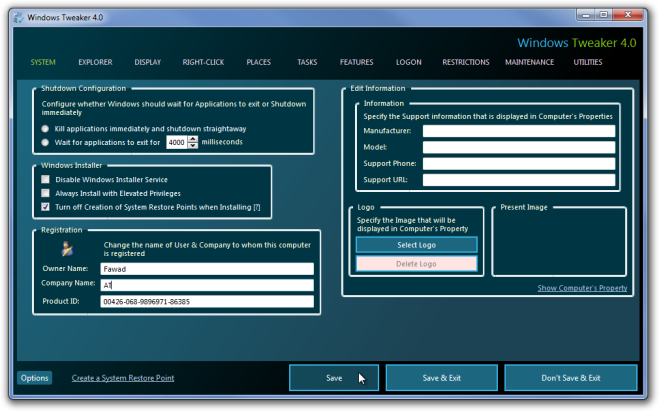 Windows Tweaker 4.0
Windows Tweaker 4.0
SYSTEM EXPLORER DISPLAY RIGHT-CLICK PLACES TASKS FEATURES LOGON RESTRICTIONS MAINTENANCE UTILITIES
Shutdown Configuration
Configure whether Windows should wait for Applications to exit or Shutdown
immediately
Kill applications immediately and shutdown straightaway
Wait for applications to exit for 4000 milliseconds
Windows Installer
Disable Windows Installer Service
Always Install with Elevated Privileges
Turn off Creation of System Restore Points when Installing [?]
Registration
Change the name of User & Company to whom this computer
is registered
Owner Name: Fawad
Company Name: AT
Product ID: 00426-068-9896971-86385
Edit Information
Information
Specify the Support information that is displayed in Computer's Properties
Manufacturer:
Model:
Support Phone:
Support URL:
Logo
Specify the Image that will be
displayed in Computer's Property
Select Logo
Delete Logo
Present Image
Show Computer's Property
Options Create a System Restore Point Save Save & Exit Don't Save & Exit